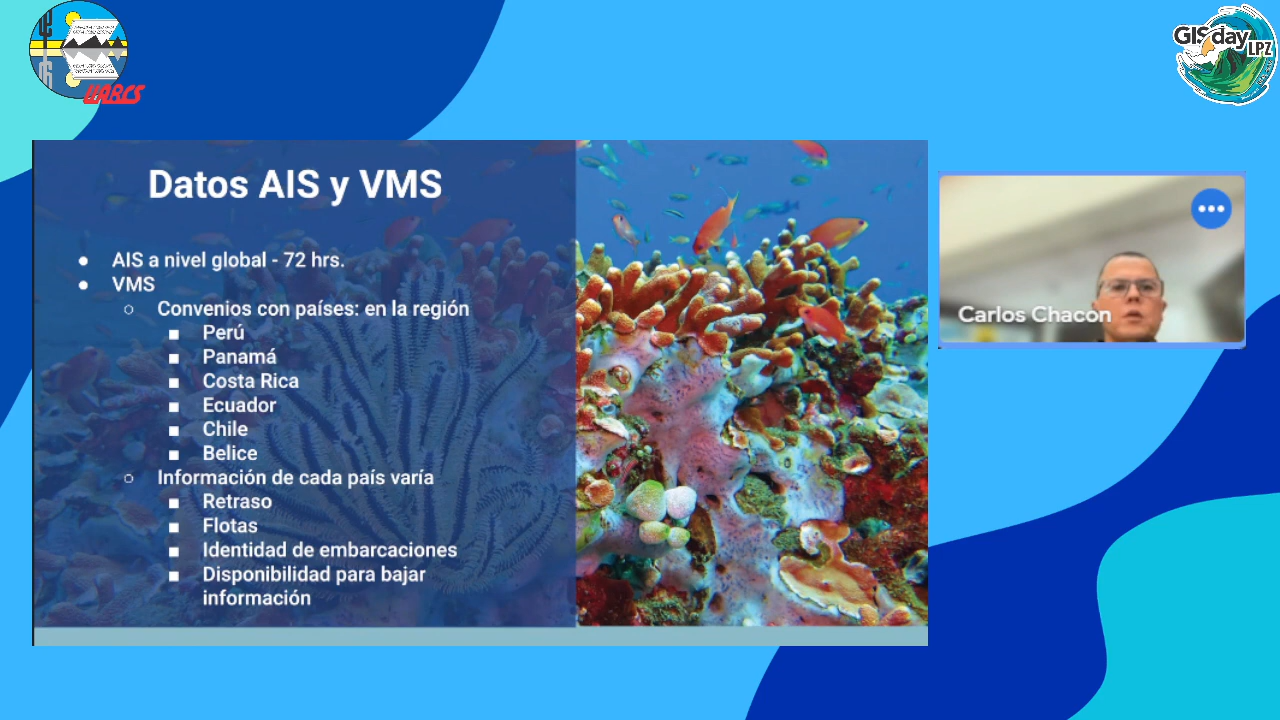 UABCS
GISday
LPZ
Datos AIS y VMS
● AIS a nivel global - 72 hrs.
● VMS
○ Convenios con países: en la región
■ Perú
■ Panamá
■ Costa Rica
■ Ecuador
■ Chile
■ Belice
○ Información de cada país varía
■ Retraso
■ Flotas
■ Identidad de embarcaciones
■ Disponibilidad para bajar
información
Carlos Chacon